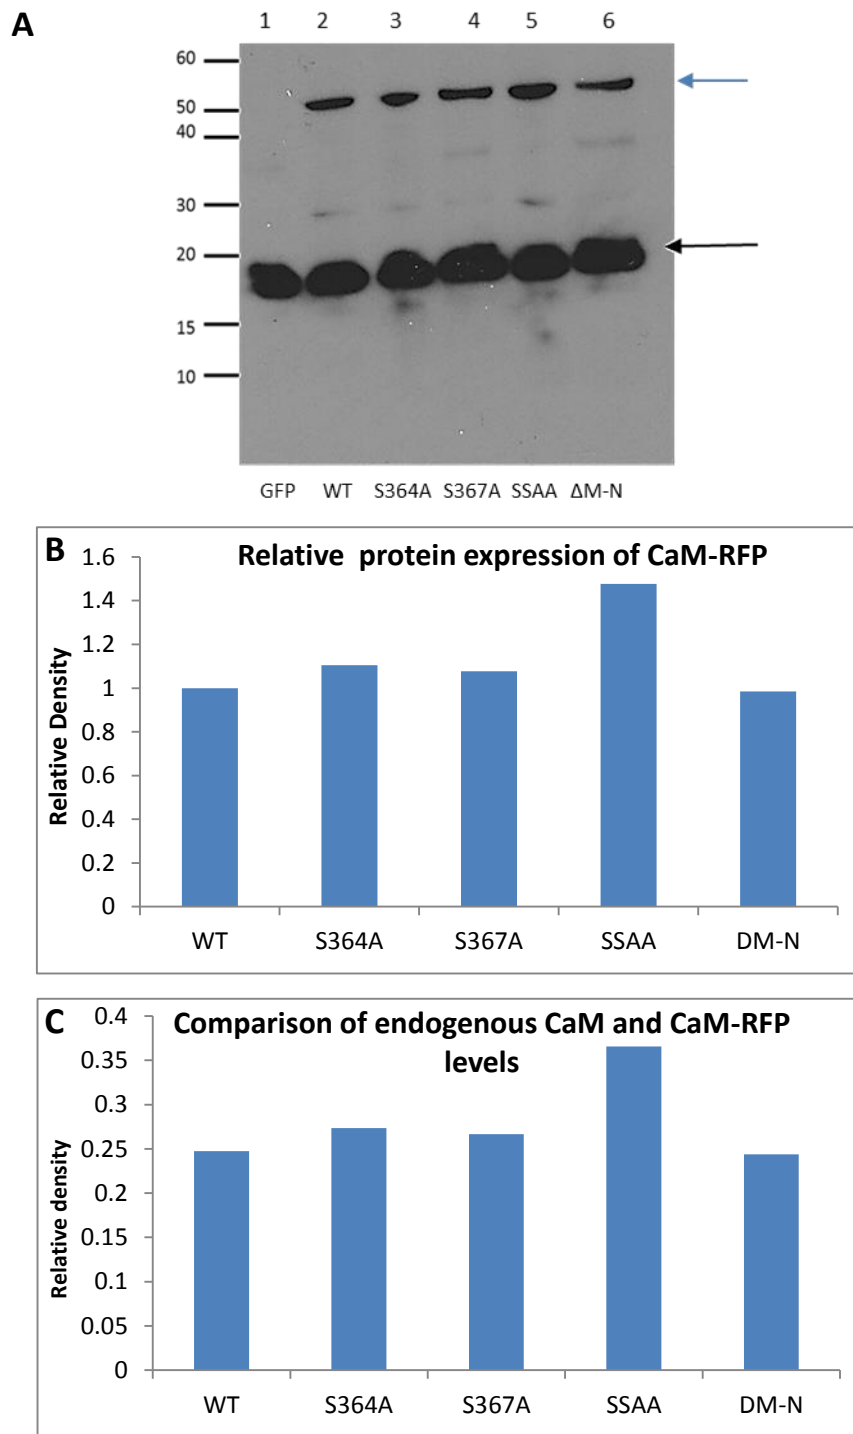 A
1 2 3 4 5 6
60
50
40
30
20
15
10
GFP WT S364A S367A SSAA ΔM-N
B
Relative protein expression of CaM-RFP
Relative Density
1.6
1.4
1.2
1
0.8
0.6
0.4
0.2
0
WT S364A S367A SSAA DM-N
C
Comparison of endogenous CaM and CaM-RFP
levels
Relative density
0.4
0.35
0.3
0.25
0.2
0.15
0.1
0.05
0
WT S364A S367A SSAA DM-N